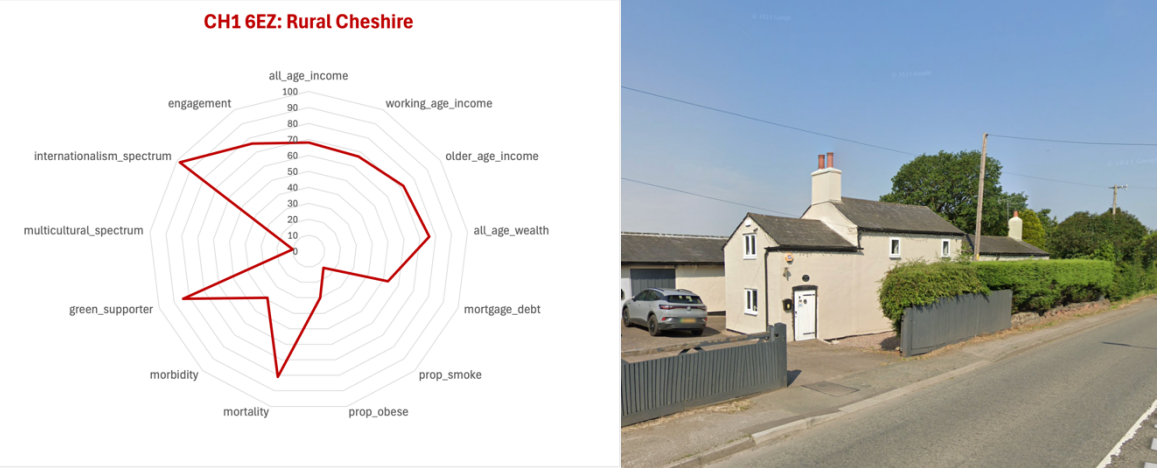 CH1 6EZ: Rural Cheshire
all_age_income
100
engagement
working_age_income
90
80
70
internationalism_spectrum
60
older_age_income
50
40
30
multicultural_spectrum
20
all_age_wealth
10
0
green_supporter
mortgage_debt
morbidity
prop_smoke
mortality
prop_obese